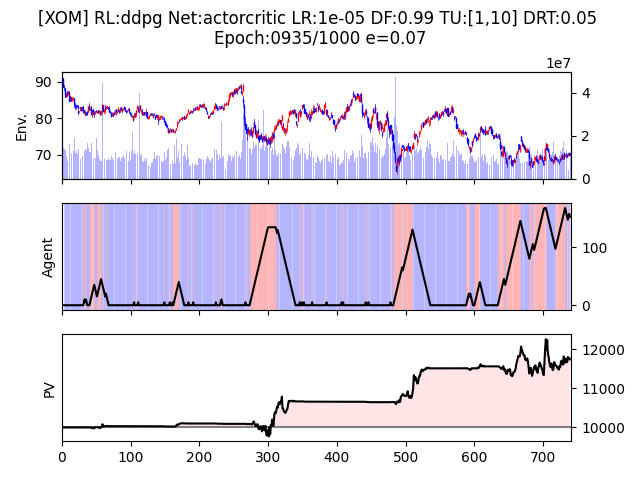 [XOM] RL:ddpg Net:actorcritic LR:1e-05 DF:0.99 TU:[1,10] DRT:0.05
Epoch:0935/1000 e=0.07
1e7
Env.
90
80
70
4
2
0
Agent
100
0
PV
12000
11000
10000
0 100 200 300 400 500 600 700